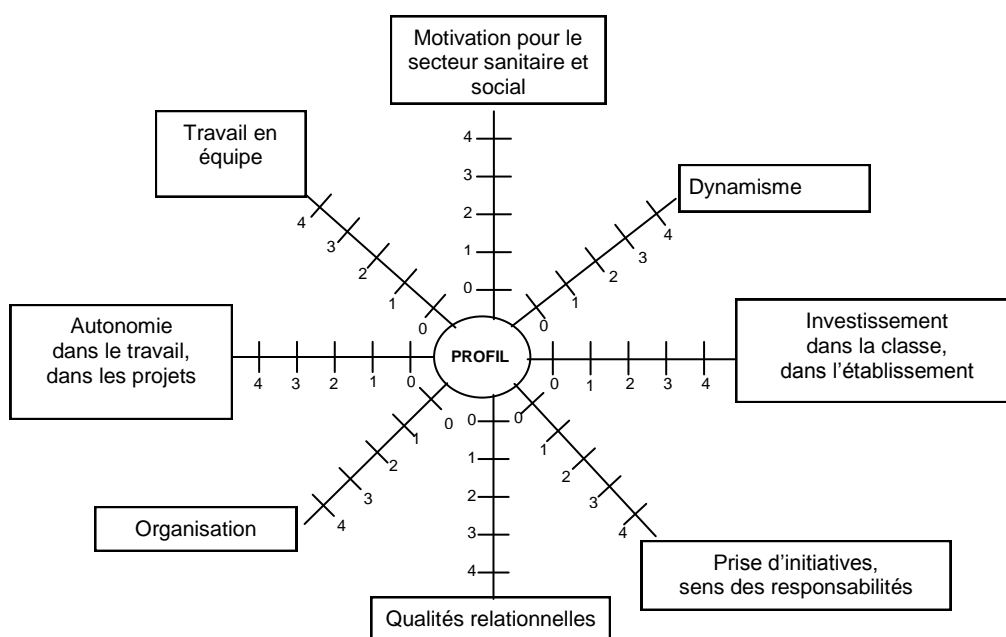 Motivation pour le
secteur sanitaire et
social
4
3
2
1
0
Travail en
équipe
4
3
2
1
0
Dynamisme
4
3
2
1
0
Autonomie
dans le travail,
dans les projets
4
3
2
1
0
PROFIL
Investissement
dans la classe,
dans l’établissement
0
1
2
3
4
Organisation
0
1
2
3
4
0
1
2
3
4
Qualités relationnelles
0
1
2
3
4
Prise d’initiatives,
sens des responsabilités